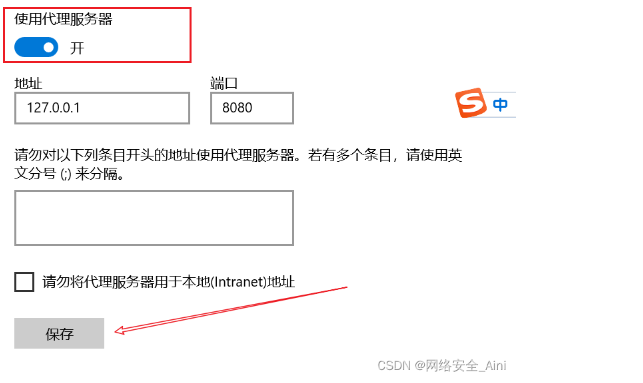 使用代理服务器
开
地址 端口
127.0.0.1 8080
S 中
请勿对以下列条目开头的地址使用代理服务器。若有多个条目，请使用英
文分号 (;) 来分隔。
请勿将代理服务器用于本地(Intranet)地址
保存
CSDN @网络安全_Aini